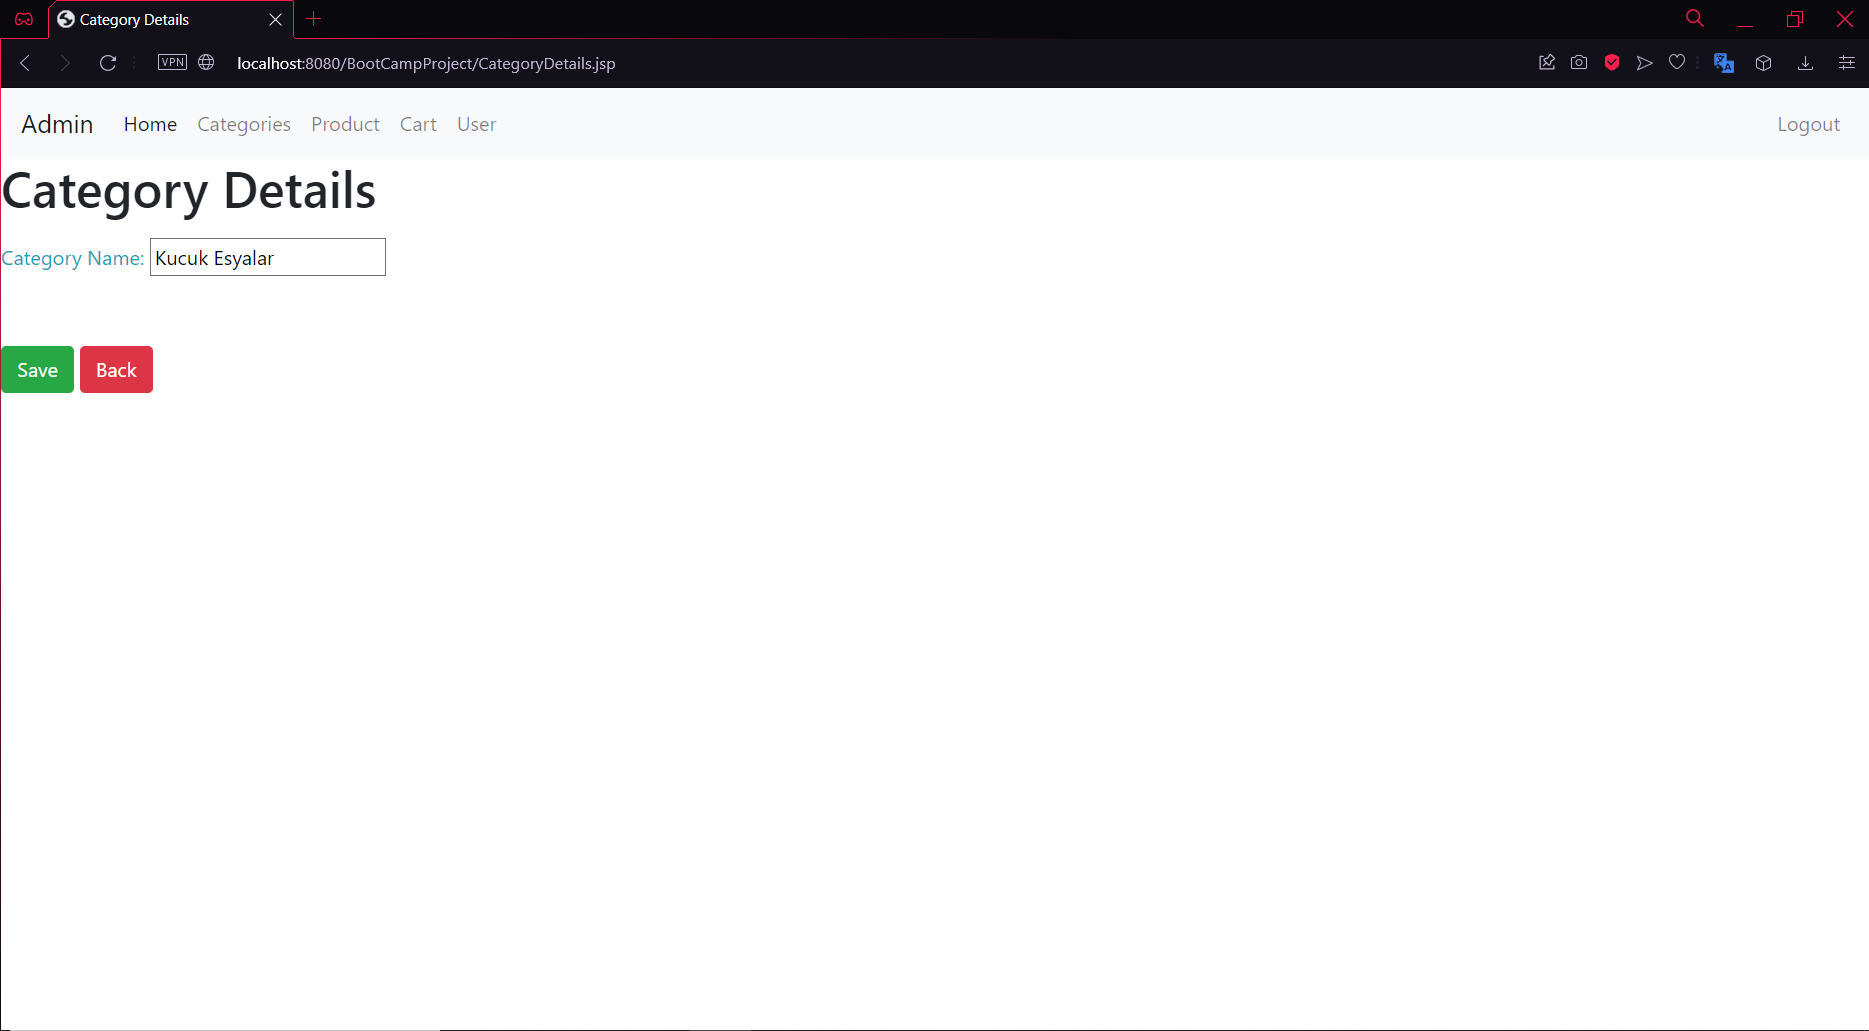 Category Details
VPN
localhost:8080/BootCampProject/CategoryDetails.jsp
Admin Home Categories Product Cart User Logout
Category Details
Category Name: Kucuk Esyalar
Save Back